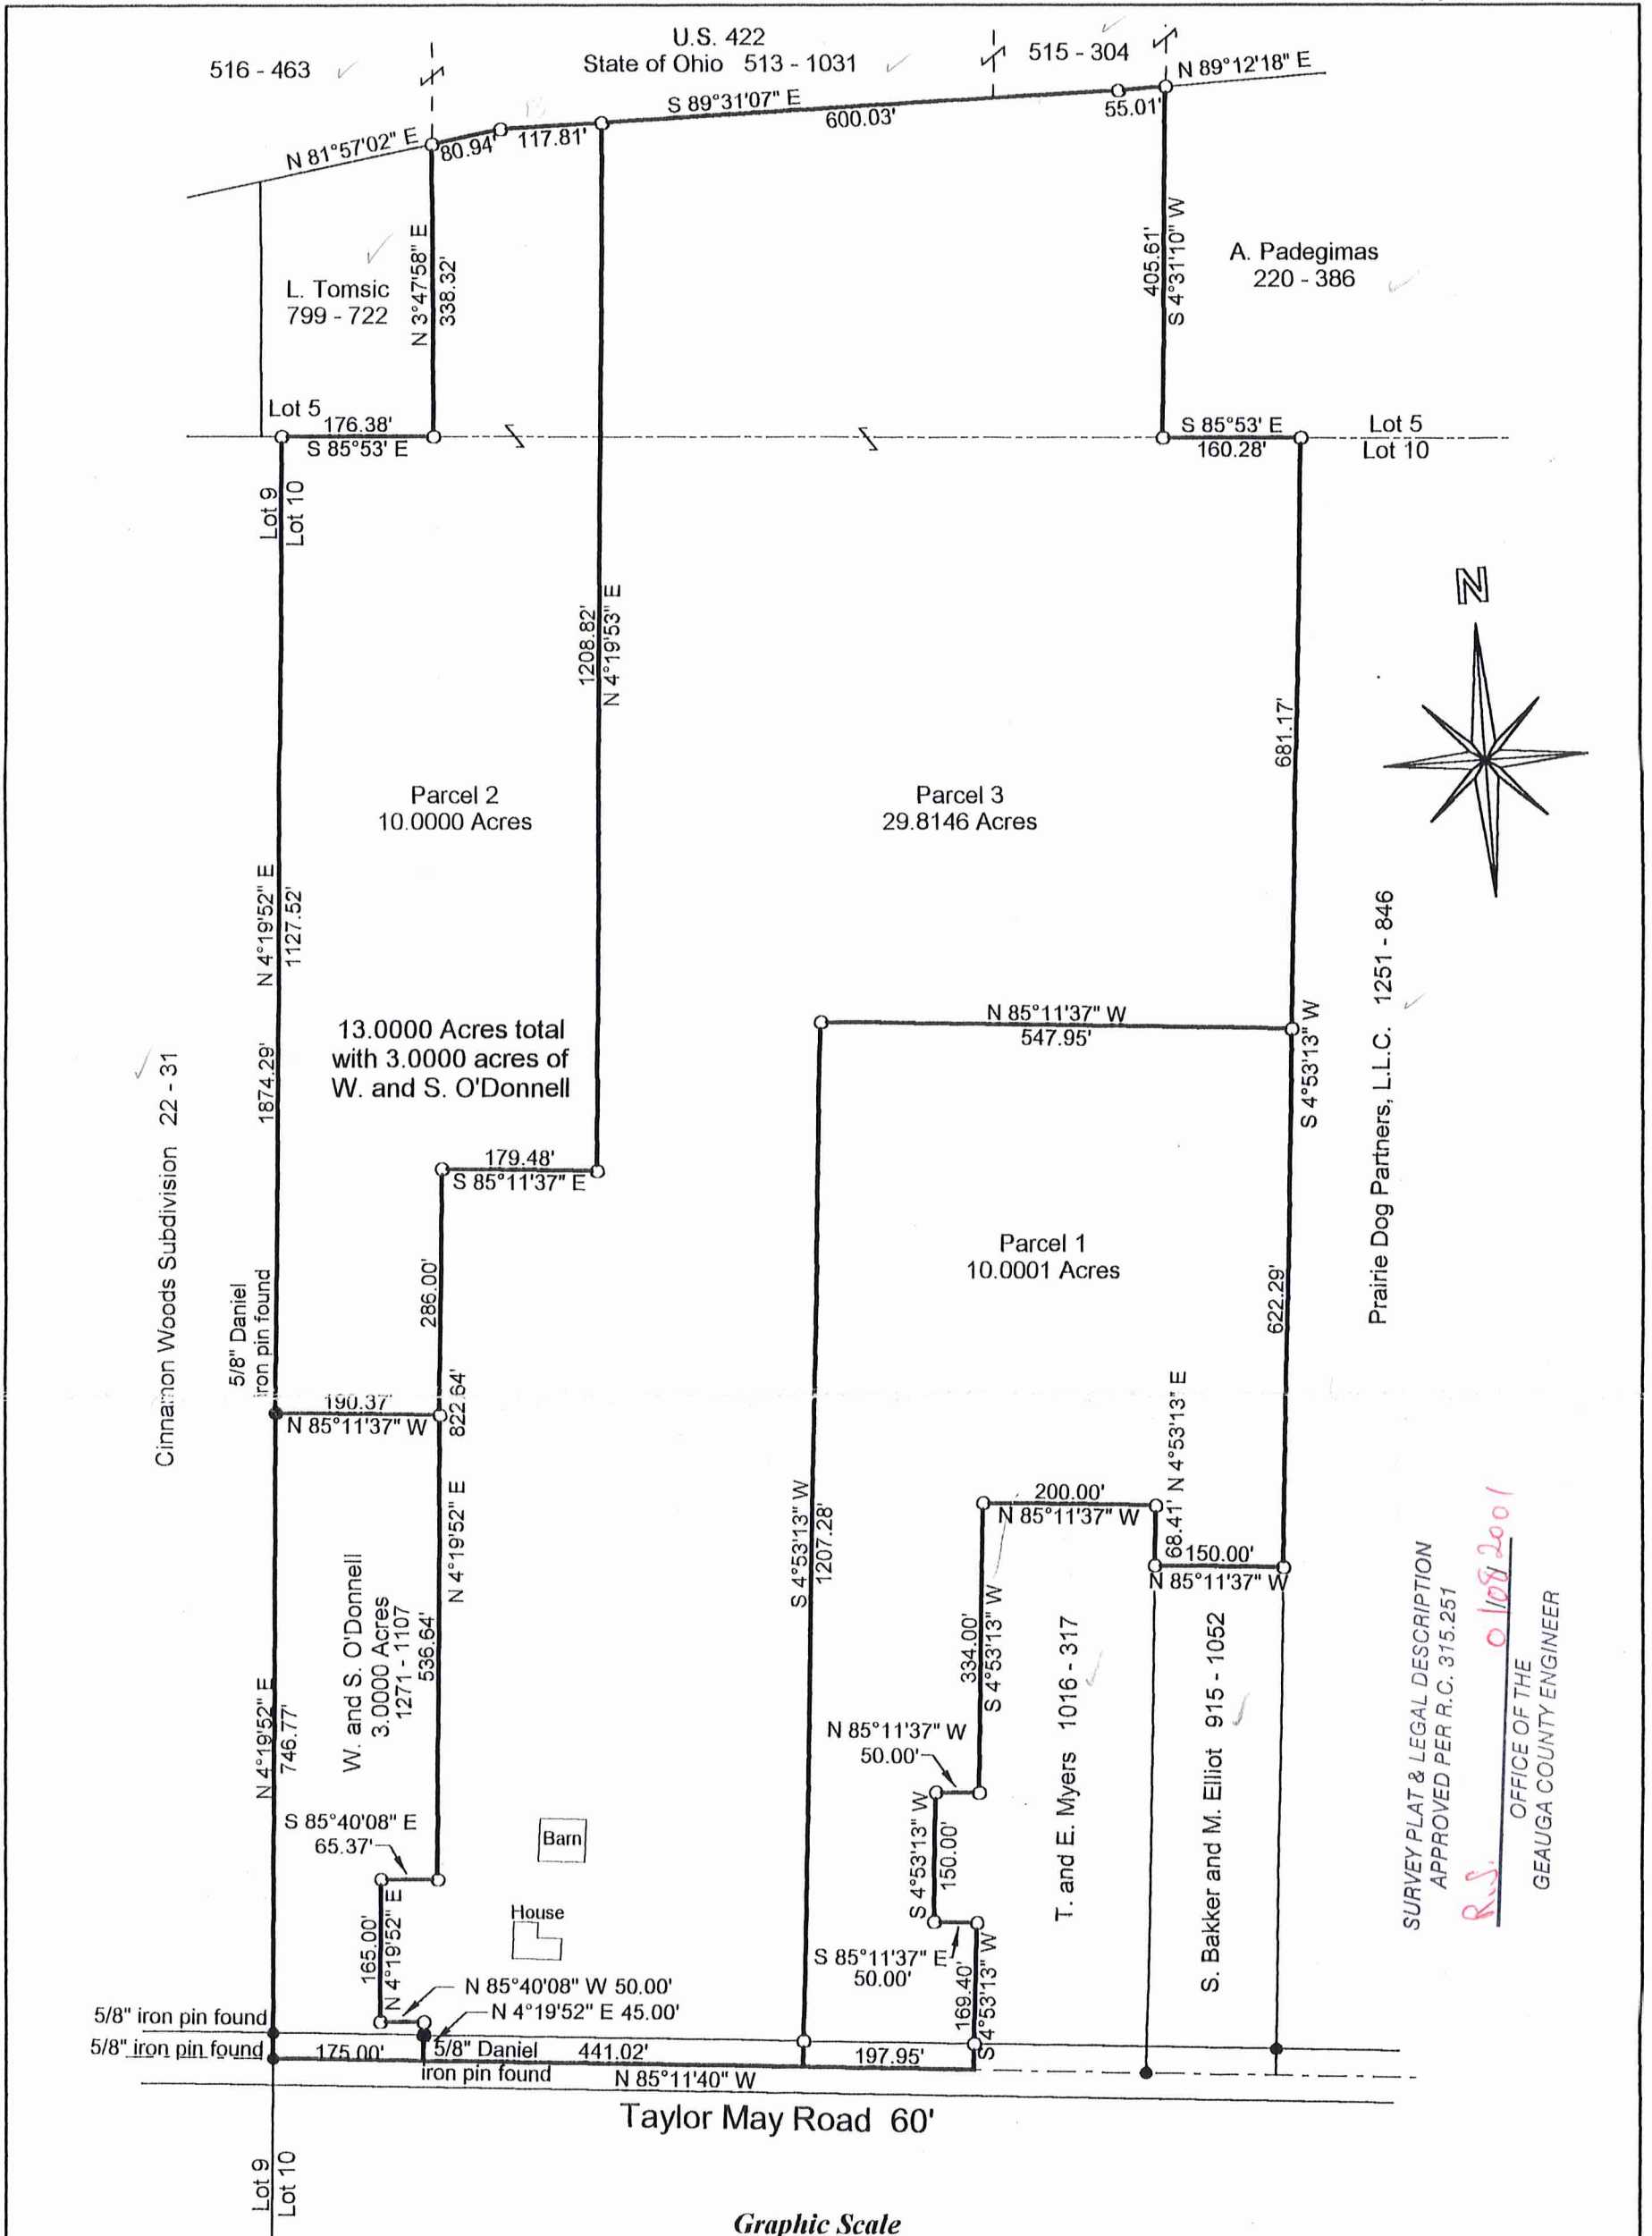 U.S. 422
516 - 463
State of Ohio 513 - 1031
515 - 304
N 89°12'18" E
S 89°31'07" E
600.03'
55.01'
N 81°57'02" E
80.94'
117.81'
N 3°47'58" E
338.32'
405.61'
S 4°31'10" W
L. Tomsic
799 - 722
A. Padegimas
220 - 386
Lot 5
176.38'
S 85°53' E
S 85°53' E
160.28'
Lot 5
Lot 10
Lot 9
Lot 10
N
1208.82'
N 4°19'53" E
681.17'
Parcel 2
10.0000 Acres
Parcel 3
29.8146 Acres
N 4°19'52" E
1127.52'
13.0000 Acres total
with 3.0000 acres of
W. and S. O'Donnell
1874.29'
Cinnamon Woods Subdivision 22 - 31
N 85°11'37" W
547.95'
S 4°53'13" W
Prairie Dog Partners, L.L.C. 1251 - 846
179.48'
S 85°11'37" E
Parcel 1
10.0001 Acres
286.00'
622.29'
5/8" Daniel
iron pin found
190.37'
N 85°11'37" W
822.64'
N 4°19'52" E
S 4°53'13" W
1207.28'
200.00'
N 85°11'37" W
68.41' N 4°53'13" E
150.00'
N 85°11'37" W
W. and S. O'Donnell
3.0000 Acres
1271 - 1107
536.64'
334.00'
S 4°53'13" W
T. and E. Myers 1016 - 317
S. Bakker and M. Elliot 915 - 1052
N 4°19'52" E
746.77'
N 85°11'37" W
50.00'
S 85°40'08" E
65.37'
Barn
S 4°53'13" W
150.00'
House
165.00'
N 4°19'52" E
S 85°11'37" E
50.00'
169.40'
S 4°53'13" W
N 85°40'08" W 50.00'
N 4°19'52" E 45.00'
5/8" iron pin found
5/8" iron pin found
175.00'
5/8" Daniel
iron pin found
441.02'
N 85°11'40" W
197.95'
Taylor May Road 60'
Lot 9
Lot 10
SURVEY PLAT & LEGAL DESCRIPTION
APPROVED PER R.C. 315.251
R.S. 01/08/2001
OFFICE OF THE
GEAUGA COUNTY ENGINEER
Graphic Scale